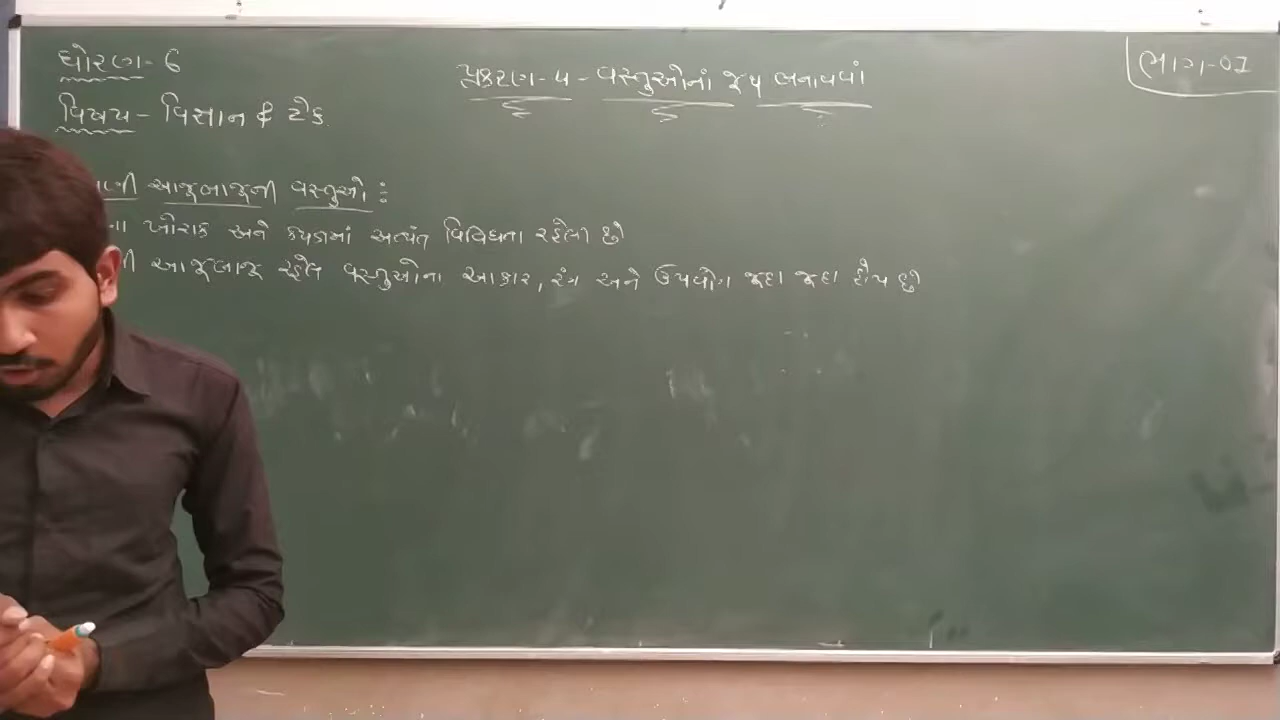 ધોરણ - 6
વિષય - વિજ્ઞાન & ટેક
પ્રકરણ - 4 - વસ્તુઓનાં જૂથ બનાવવાં
ભાગ - 01
આજૂબાજૂની વસ્તુઓ :
ખોરાક અને કપડામાં અત્યંત વિવિધતા રહેલી છે
આજૂબાજૂ રહેલ વસ્તુઓના આકાર, રંગ અને ઉપયોગ જૂદા જૂદા હોય છે